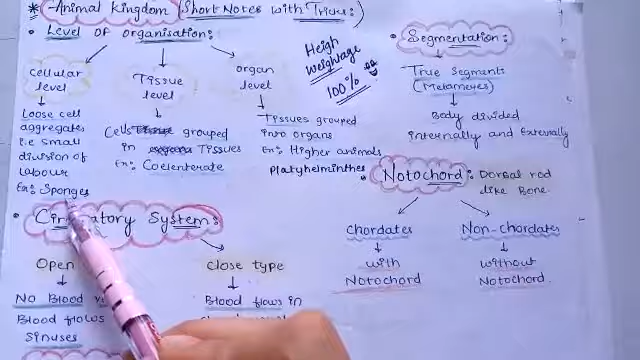 * Animal Kingdom (Short Notes with Tricks:)
• Level of organisation:
cellular
level
Loose cell
aggregates
i.e small
division of
labour
Ex: Sponges
Tissue
level
Cells grouped
in Tissues
Ex: Coelenterate
organ
level
Tissues grouped
into organs
Ex: Higher animals
Platyhelminthes
Heigh
weighage
100%
• Segmentation:
True Segments
(Metameres)
Body divided
internally and Externally
• Notochord: Dorsal rod
like Bone.
Chordates
with
Notochord
Non-Chordates
without
Notochord
• System:
Open
No Blood
Blood flows
sinuses
close type
Blood flows in